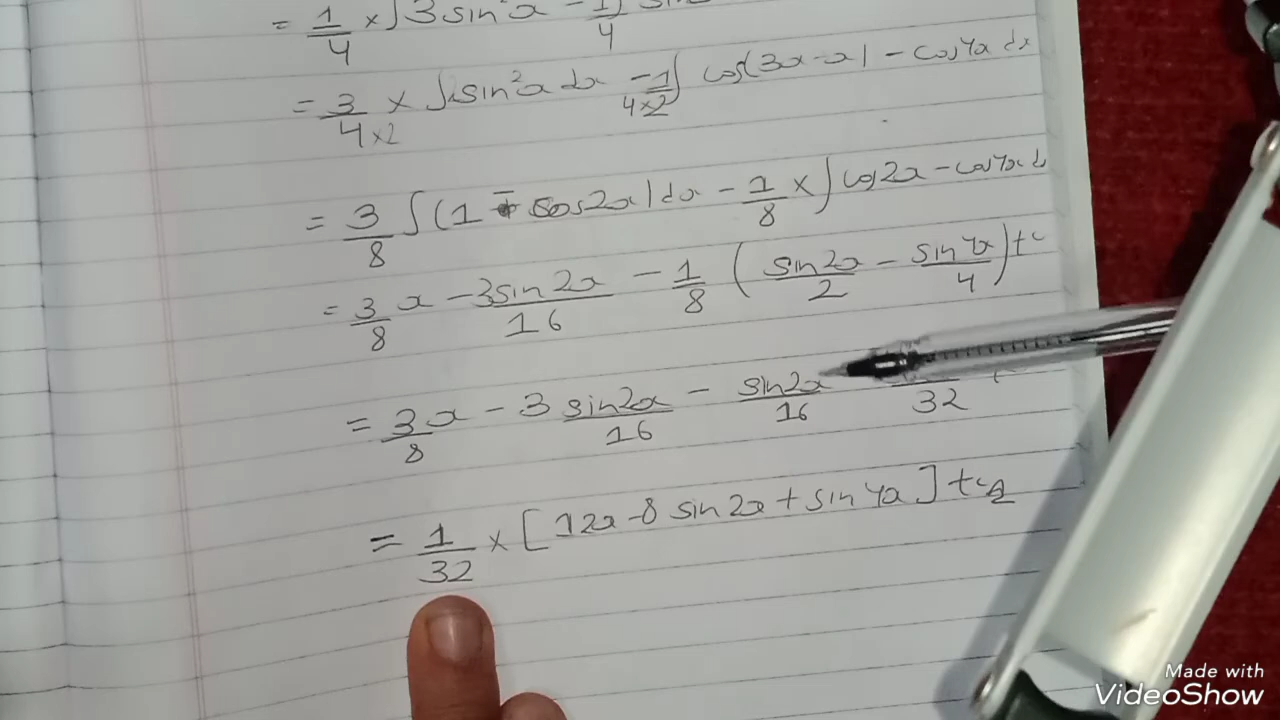 = 1/4 × ∫ 3 sin² x - 1/4 ∫
= 3/4×2 × ∫ 2 sin² x dx - 1/4×2 ∫ cos(3x - x) - cos 4x dx
= 3/8 ∫ (1 - cos 2x) dx - 1/8 × ∫ cos 2x - cos 4x d
= 3/8 x - 3 sin 2x/16 - 1/8 ( sin 2x/2 - sin 4x/4 ) + c
= 3/8 x - 3 sin 2x/16 - sin 2x/16 32
= 1/32 × [ 12x - 8 sin 2x + sin 4x ] + c
Made with
VideoShow